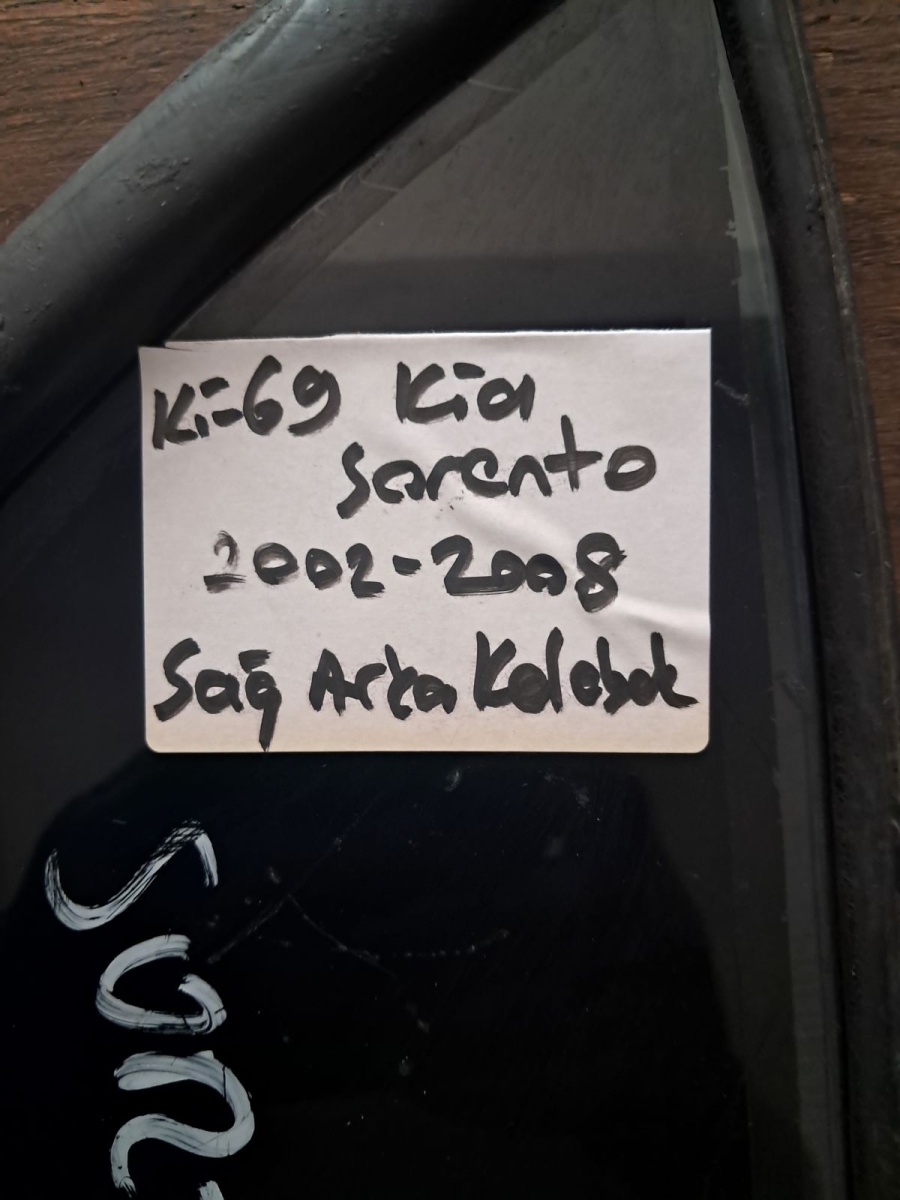 Ki-69 Kia
Sorento
2002-2008
Sağ Arka Kelebek